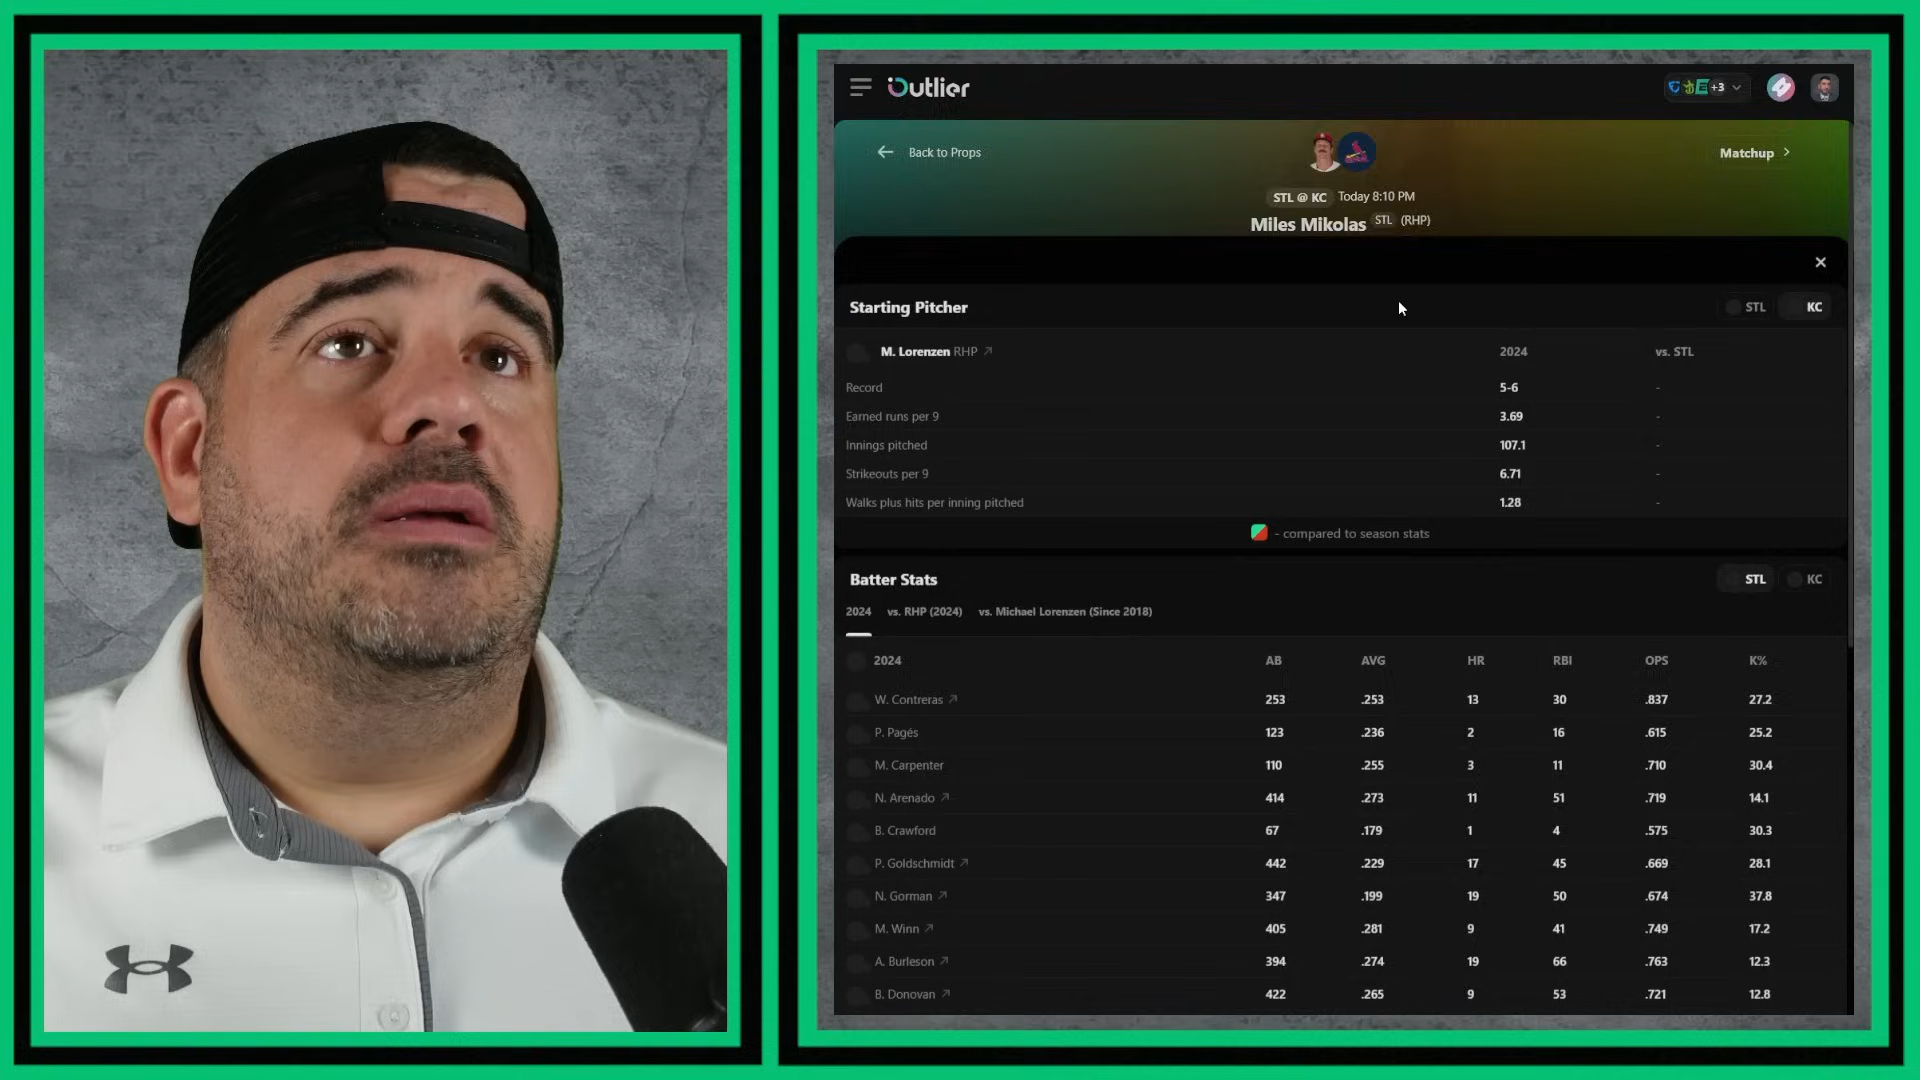 Outlier
+3
Back to Props
Matchup
STL @ KC Today 8:10 PM
Miles Mikolas STL (RHP)
Starting Pitcher
STL KC
M. Lorenzen RHP 2024 vs. STL
Record 5-6 -
Earned runs per 9 3.69 -
Innings pitched 107.1 -
Strikeouts per 9 6.71 -
Walks plus hits per inning pitched 1.28 -
- compared to season stats
Batter Stats
STL KC
2024 vs. RHP (2024) vs. Michael Lorenzen (Since 2018)
2024 AB AVG HR RBI OPS K%
W. Contreras 253 .253 13 30 .837 27.2
P. Pagés 123 .236 2 16 .615 25.2
M. Carpenter 110 .255 3 11 .710 30.4
N. Arenado 414 .273 11 51 .719 14.1
B. Crawford 67 .179 1 4 .575 30.3
P. Goldschmidt 442 .229 17 45 .669 28.1
N. Gorman 347 .199 19 50 .674 37.8
M. Winn 405 .281 9 41 .749 17.2
A. Burleson 394 .274 19 66 .763 12.3
B. Donovan 422 .265 9 53 .721 12.8